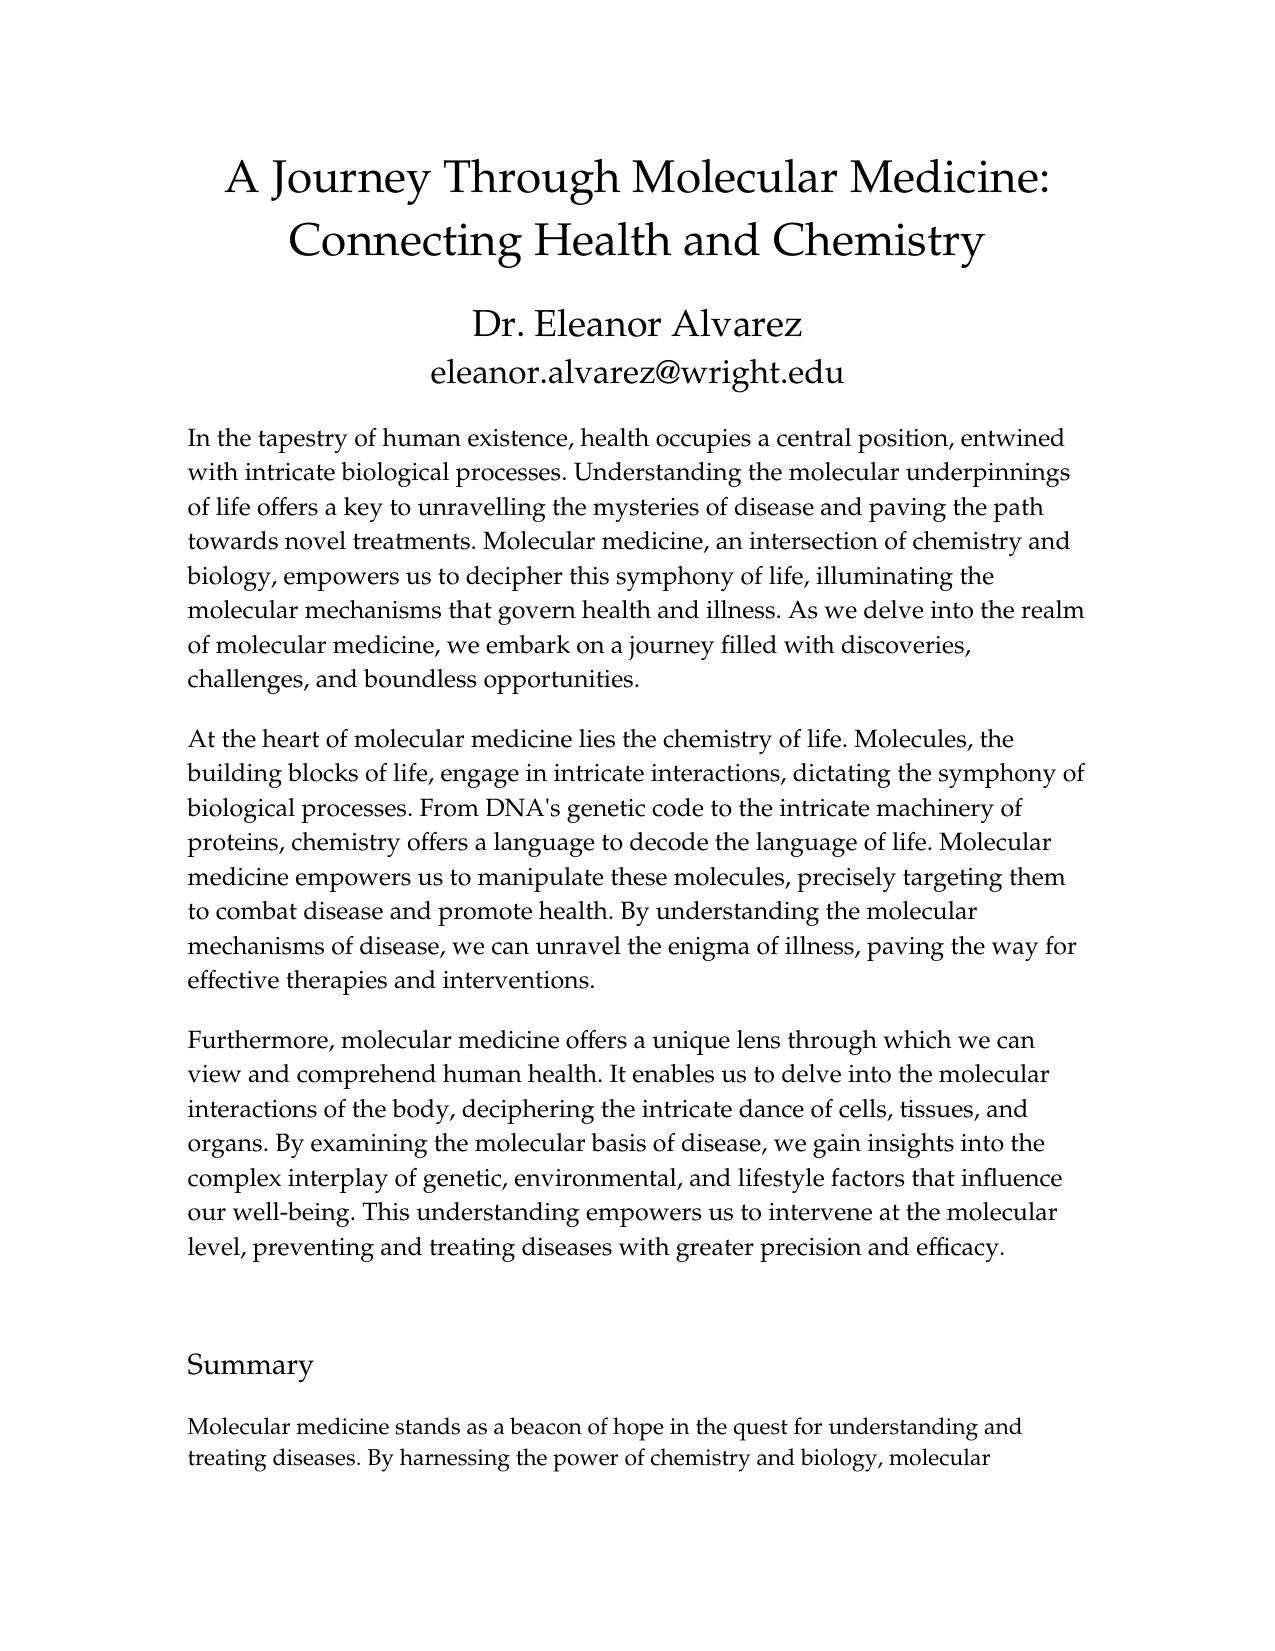 A Journey Through Molecular Medicine:
Connecting Health and Chemistry
Dr. Eleanor Alvarez
eleanor.alvarez@wright.edu
In the tapestry of human existence, health occupies a central position, entwined
with intricate biological processes. Understanding the molecular underpinnings
of life offers a key to unravelling the mysteries of disease and paving the path
towards novel treatments. Molecular medicine, an intersection of chemistry and
biology, empowers us to decipher this symphony of life, illuminating the
molecular mechanisms that govern health and illness. As we delve into the realm
of molecular medicine, we embark on a journey filled with discoveries,
challenges, and boundless opportunities.
At the heart of molecular medicine lies the chemistry of life. Molecules, the
building blocks of life, engage in intricate interactions, dictating the symphony of
biological processes. From DNA's genetic code to the intricate machinery of
proteins, chemistry offers a language to decode the language of life. Molecular
medicine empowers us to manipulate these molecules, precisely targeting them
to combat disease and promote health. By understanding the molecular
mechanisms of disease, we can unravel the enigma of illness, paving the way for
effective therapies and interventions.
Furthermore, molecular medicine offers a unique lens through which we can
view and comprehend human health. It enables us to delve into the molecular
interactions of the body, deciphering the intricate dance of cells, tissues, and
organs. By examining the molecular basis of disease, we gain insights into the
complex interplay of genetic, environmental, and lifestyle factors that influence
our well-being. This understanding empowers us to intervene at the molecular
level, preventing and treating diseases with greater precision and efficacy.
Summary
Molecular medicine stands as a beacon of hope in the quest for understanding and
treating diseases. By harnessing the power of chemistry and biology, molecular